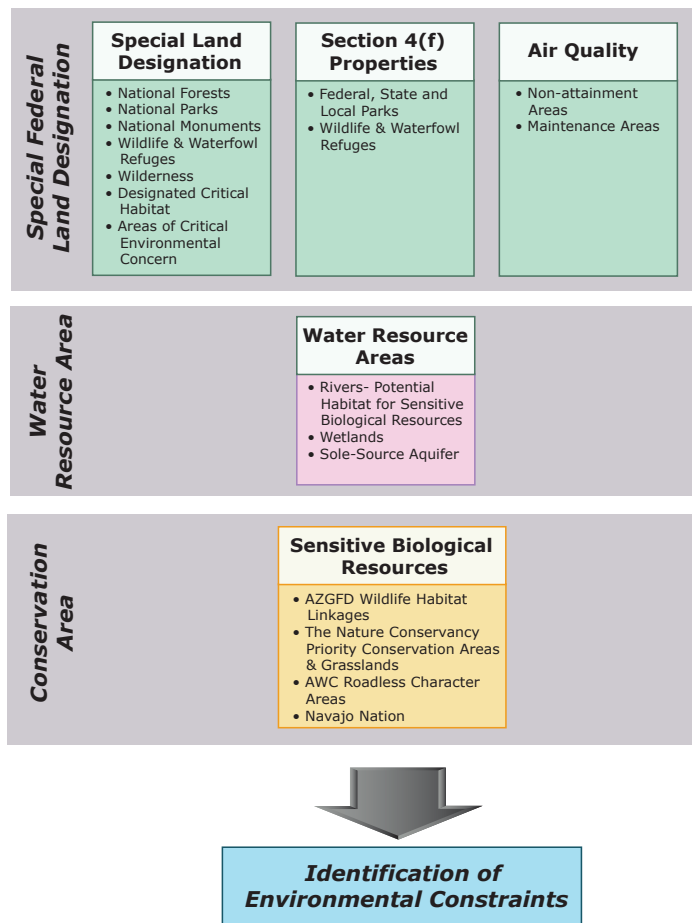 Special Federal
Land Designation
Special Land
Designation
• National Forests
• National Parks
• National Monuments
• Wildlife & Waterfowl
Refuges
• Wilderness
• Designated Critical
Habitat
• Areas of Critical
Environmental
Concern
Section 4(f)
Properties
• Federal, State and
Local Parks
• Wildlife & Waterfowl
Refuges
Air Quality
• Non-attainment
Areas
• Maintenance Areas
Water
Resource Area
Water Resource
Areas
• Rivers- Potential
Habitat for Sensitive
Biological Resources
• Wetlands
• Sole-Source Aquifer
Conservation
Area
Sensitive Biological
Resources
• AZGFD Wildlife Habitat
Linkages
• The Nature Conservancy
Priority Conservation Areas
& Grasslands
• AWC Roadless Character
Areas
• Navajo Nation
Identification of
Environmental Constraints